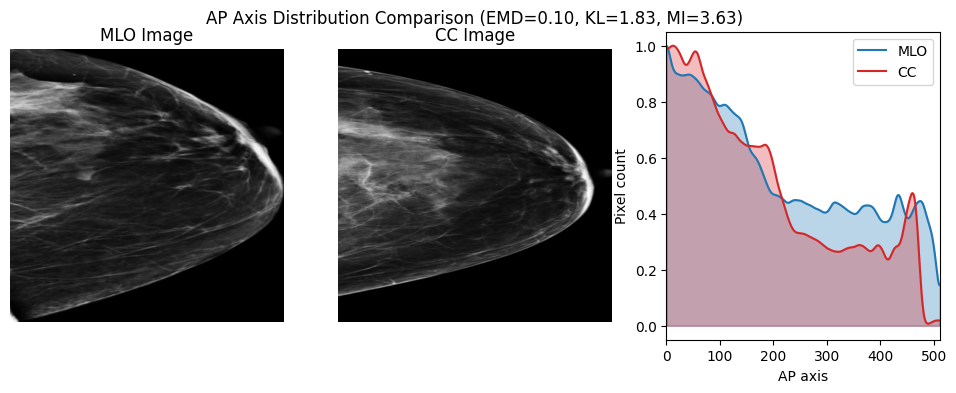 AP Axis Distribution Comparison (EMD=0.10, KL=1.83, MI=3.63)
MLO Image
CC Image
MLO
CC
Pixel count
1.0
0.8
0.6
0.4
0.2
0.0
0 100 200 300 400 500
AP axis